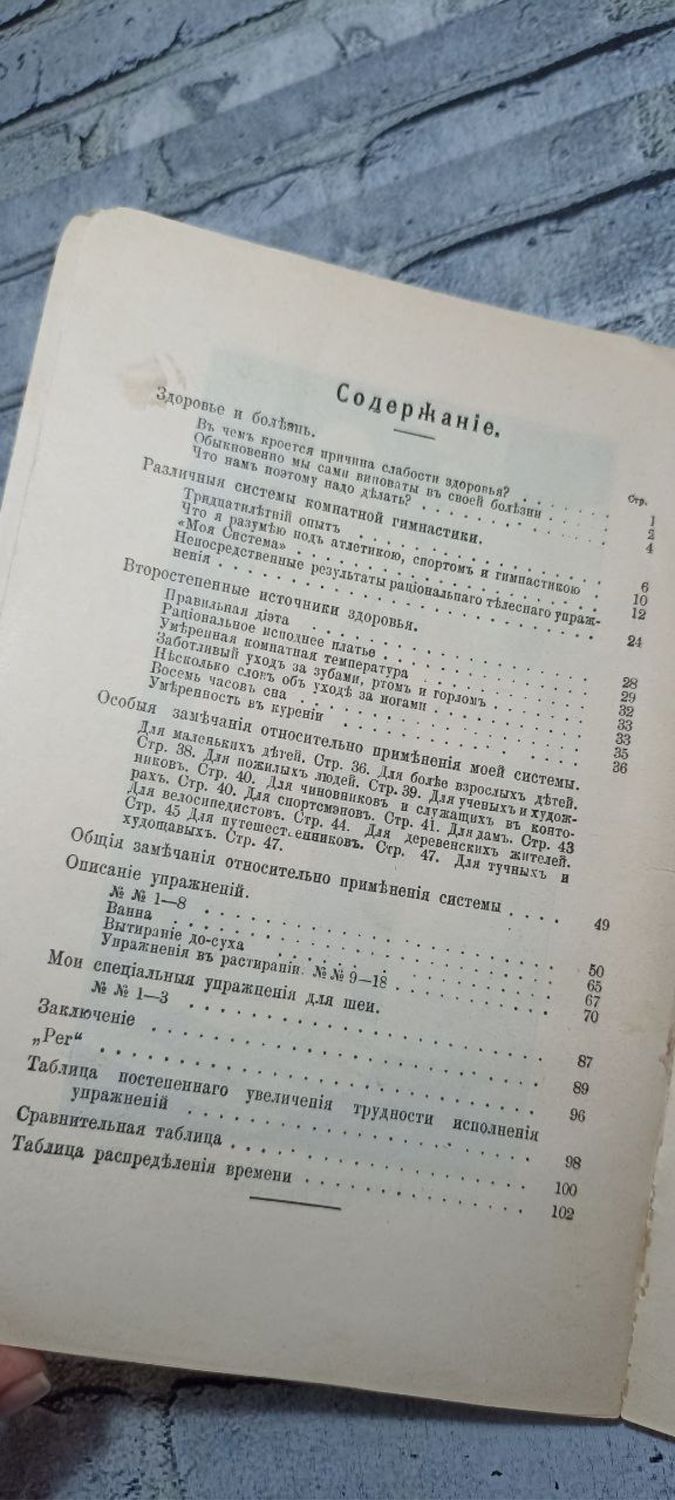 Содержаніе.
Стр.
Здоровье и болѣзнь.
Въ чемъ кроется причина слабости здоровья? . . . . . . 1
Обыкновенно мы сами виноваты въ своей болѣзни . . . . 2
Что намъ поэтому надо дѣлать? . . . . . . . . . 4
Различныя системы комнатной гимнастики.
Тридцатилѣтній опытъ . . . . . . . . . . . 6
Что я разумѣю подъ атлетикою, спортомъ и гимнастикою . 10
«Моя Система» . . . . . . . . . . . . . 12
Непосредственные результаты раціональнаго тѣлеснаго упраж-
ненія . . . . . . . . . . . . . . . 24
Второстепенные источники здоровья.
Правильная діэта . . . . . . . . . . . . 28
Раціональное исподнее платье . . . . . . . . . 29
Умѣренная комнатная температура . . . . . . . . 32
Заботливый уходъ за зубами, ртомъ и горломъ . . . . . 33
Нѣсколько словъ объ уходѣ за ногами . . . . . . . 33
Восемь часовъ сна . . . . . . . . . . . . 35
Умѣренность въ куреніи . . . . . . . . . . 36
Особыя замѣчанія относительно примѣненія моей системы.
Для маленькихъ дѣтей. Стр. 36. Для болѣе взрослыхъ дѣтей.
Стр. 38. Для пожилыхъ людей. Стр. 39. Для ученыхъ и худож-
никовъ. Стр. 40. Для чиновниковъ и служащихъ въ конто-
рахъ. Стр. 40. Для спортсмэновъ. Стр. 41. Для дамъ. Стр. 43
Для велосипедистовъ. Стр. 44. Для деревенскихъ жителей.
Стр. 45 Для путешественниковъ. Стр. 47. Для тучныхъ и
худощавыхъ. Стр. 47.
Общія замѣчанія относительно примѣненія системы . . . . 49
Описаніе упражненій.
№ № 1—8 . . . . . . . . . . . . . . 50
Ванна . . . . . . . . . . . . . . . 65
Вытираніе до-суха . . . . . . . . . . . . 67
Упражненія въ растираніи. № № 9—18 . . . . . . . 70
Мои спеціальныя упражненія для шеи.
№ № 1—3 . . . . . . . . . . . . . . 87
Заключеніе . . . . . . . . . . . . . . 89
„Рег“ . . . . . . . . . . . . . . . . 96
Таблица постепеннаго увеличенія трудности исполненія
упражненій . . . . . . . . . . . . . 98
Сравнительная таблица . . . . . . . . . . . 100
Таблица распредѣленія времени . . . . . . . . . 102